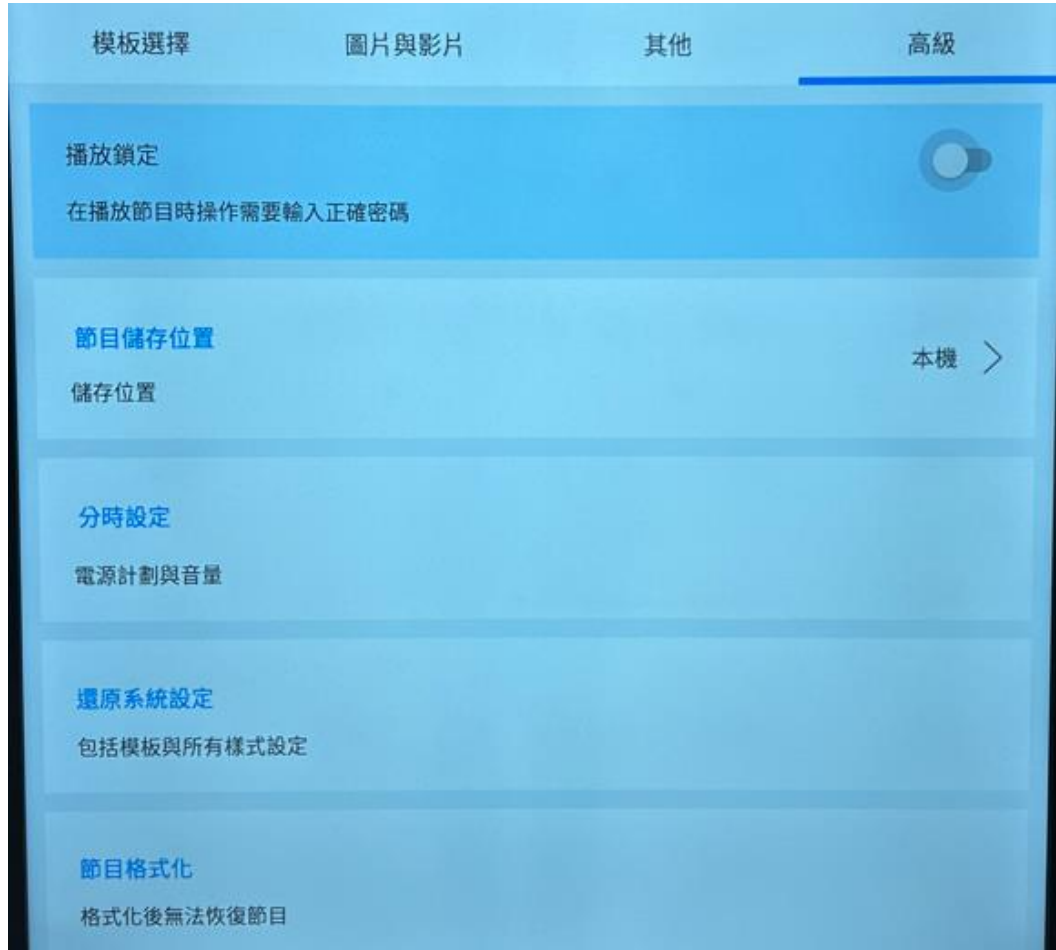 模板選擇
圖片與影片
其他
高級
播放鎖定
在播放節目時操作需要輸入正確密碼
節目儲存位置
儲存位置
本機
分時設定
電源計劃與音量
還原系統設定
包括模板與所有樣式設定
節目格式化
格式化後無法恢復節目